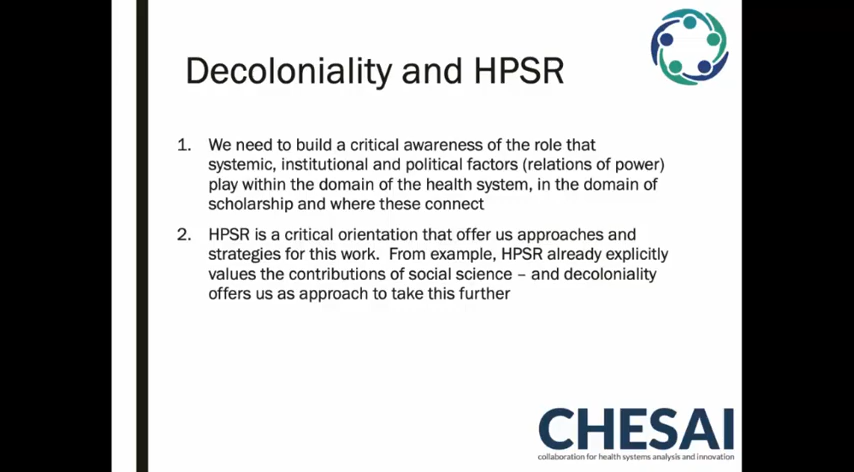 Decoloniality and HPSR
1. We need to build a critical awareness of the role that
systemic, institutional and political factors (relations of power)
play within the domain of the health system, in the domain of
scholarship and where these connect
2. HPSR is a critical orientation that offer us approaches and
strategies for this work. From example, HPSR already explicitly
values the contributions of social science – and decoloniality
offers us as approach to take this further
CHESAI
collaboration for health systems analysis and innovation